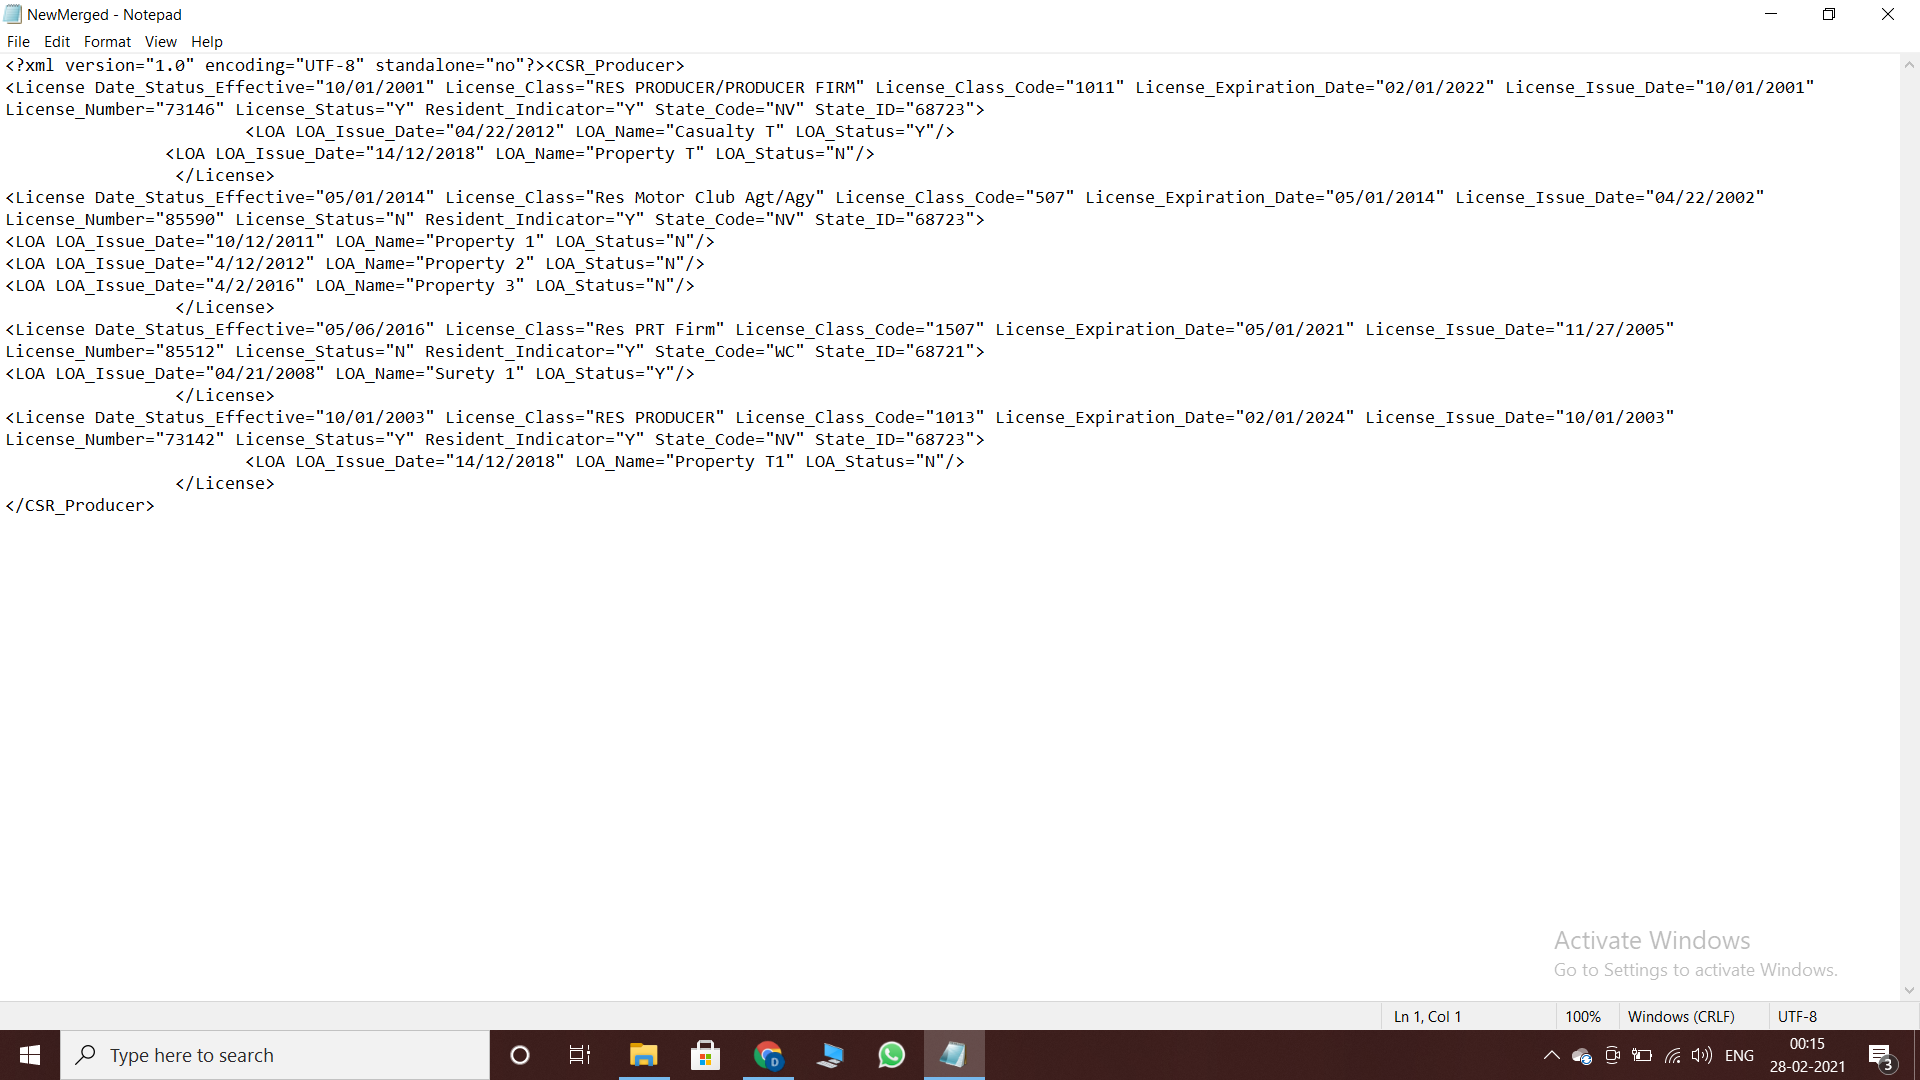 NewMerged - Notepad
File Edit Format View Help
<?xml version="1.0" encoding="UTF-8" standalone="no"?><CSR_Producer>
<License Date_Status_Effective="10/01/2001" License_Class="RES PRODUCER/PRODUCER FIRM" License_Class_Code="1011" License_Expiration_Date="02/01/2022" License_Issue_Date="10/01/2001"
License_Number="73146" License_Status="Y" Resident_Indicator="Y" State_Code="NV" State_ID="68723">
<LOA LOA_Issue_Date="04/22/2012" LOA_Name="Casualty T" LOA_Status="Y"/>
<LOA LOA_Issue_Date="14/12/2018" LOA_Name="Property T" LOA_Status="N"/>
</License>
<License Date_Status_Effective="05/01/2014" License_Class="Res Motor Club Agt/Agy" License_Class_Code="507" License_Expiration_Date="05/01/2014" License_Issue_Date="04/22/2002"
License_Number="85590" License_Status="N" Resident_Indicator="Y" State_Code="NV" State_ID="68723">
<LOA LOA_Issue_Date="10/12/2011" LOA_Name="Property 1" LOA_Status="N"/>
<LOA LOA_Issue_Date="4/12/2012" LOA_Name="Property 2" LOA_Status="N"/>
<LOA LOA_Issue_Date="4/2/2016" LOA_Name="Property 3" LOA_Status="N"/>
</License>
<License Date_Status_Effective="05/06/2016" License_Class="Res PRT Firm" License_Class_Code="1507" License_Expiration_Date="05/01/2021" License_Issue_Date="11/27/2005"
License_Number="85512" License_Status="N" Resident_Indicator="Y" State_Code="WC" State_ID="68721">
<LOA LOA_Issue_Date="04/21/2008" LOA_Name="Surety 1" LOA_Status="Y"/>
</License>
<License Date_Status_Effective="10/01/2003" License_Class="RES PRODUCER" License_Class_Code="1013" License_Expiration_Date="02/01/2024" License_Issue_Date="10/01/2003"
License_Number="73142" License_Status="Y" Resident_Indicator="Y" State_Code="NV" State_ID="68723">
<LOA LOA_Issue_Date="14/12/2018" LOA_Name="Property T1" LOA_Status="N"/>
</License>
</CSR_Producer>
Activate Windows
Go to Settings to activate Windows.
Ln 1, Col 1 100% Windows (CRLF) UTF-8
Type here to search
D
ENG
00:15
28-02-2021
3